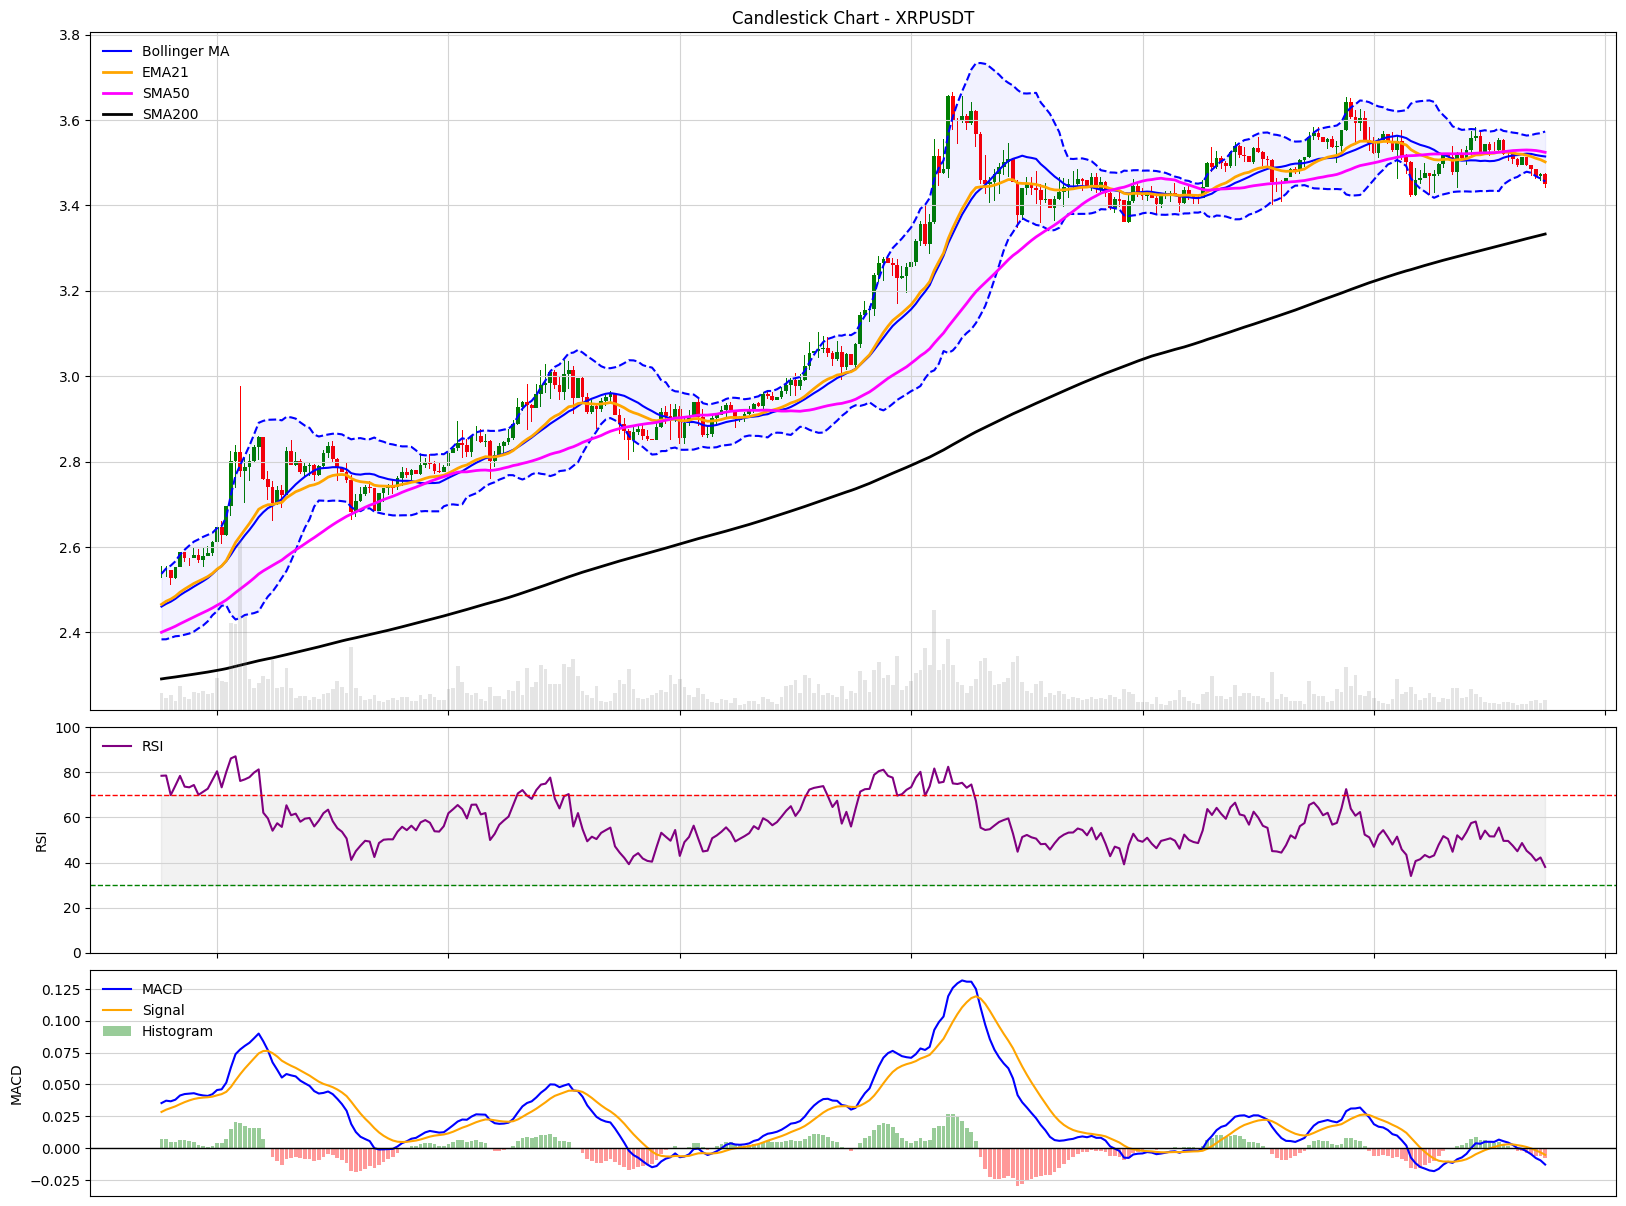 Candlestick Chart - XRPUSDT
3.8
3.6
3.4
3.2
3.0
2.8
2.6
2.4
Bollinger MA
EMA21
SMA50
SMA200
100
80
60
40
20
0
RSI
RSI
0.125
0.100
0.075
0.050
0.025
0.000
−0.025
MACD
MACD
Signal
Histogram